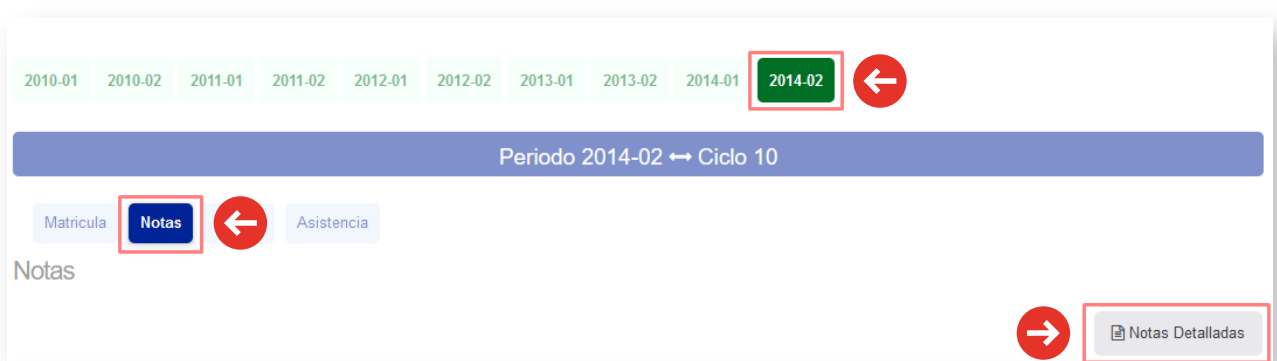 2010-01 2010-02 2011-01 2011-02 2012-01 2012-02 2013-01 2013-02 2014-01 2014-02
Periodo 2014-02 ↔ Ciclo 10
Matricula Notas Asistencia
Notas
Notas Detalladas